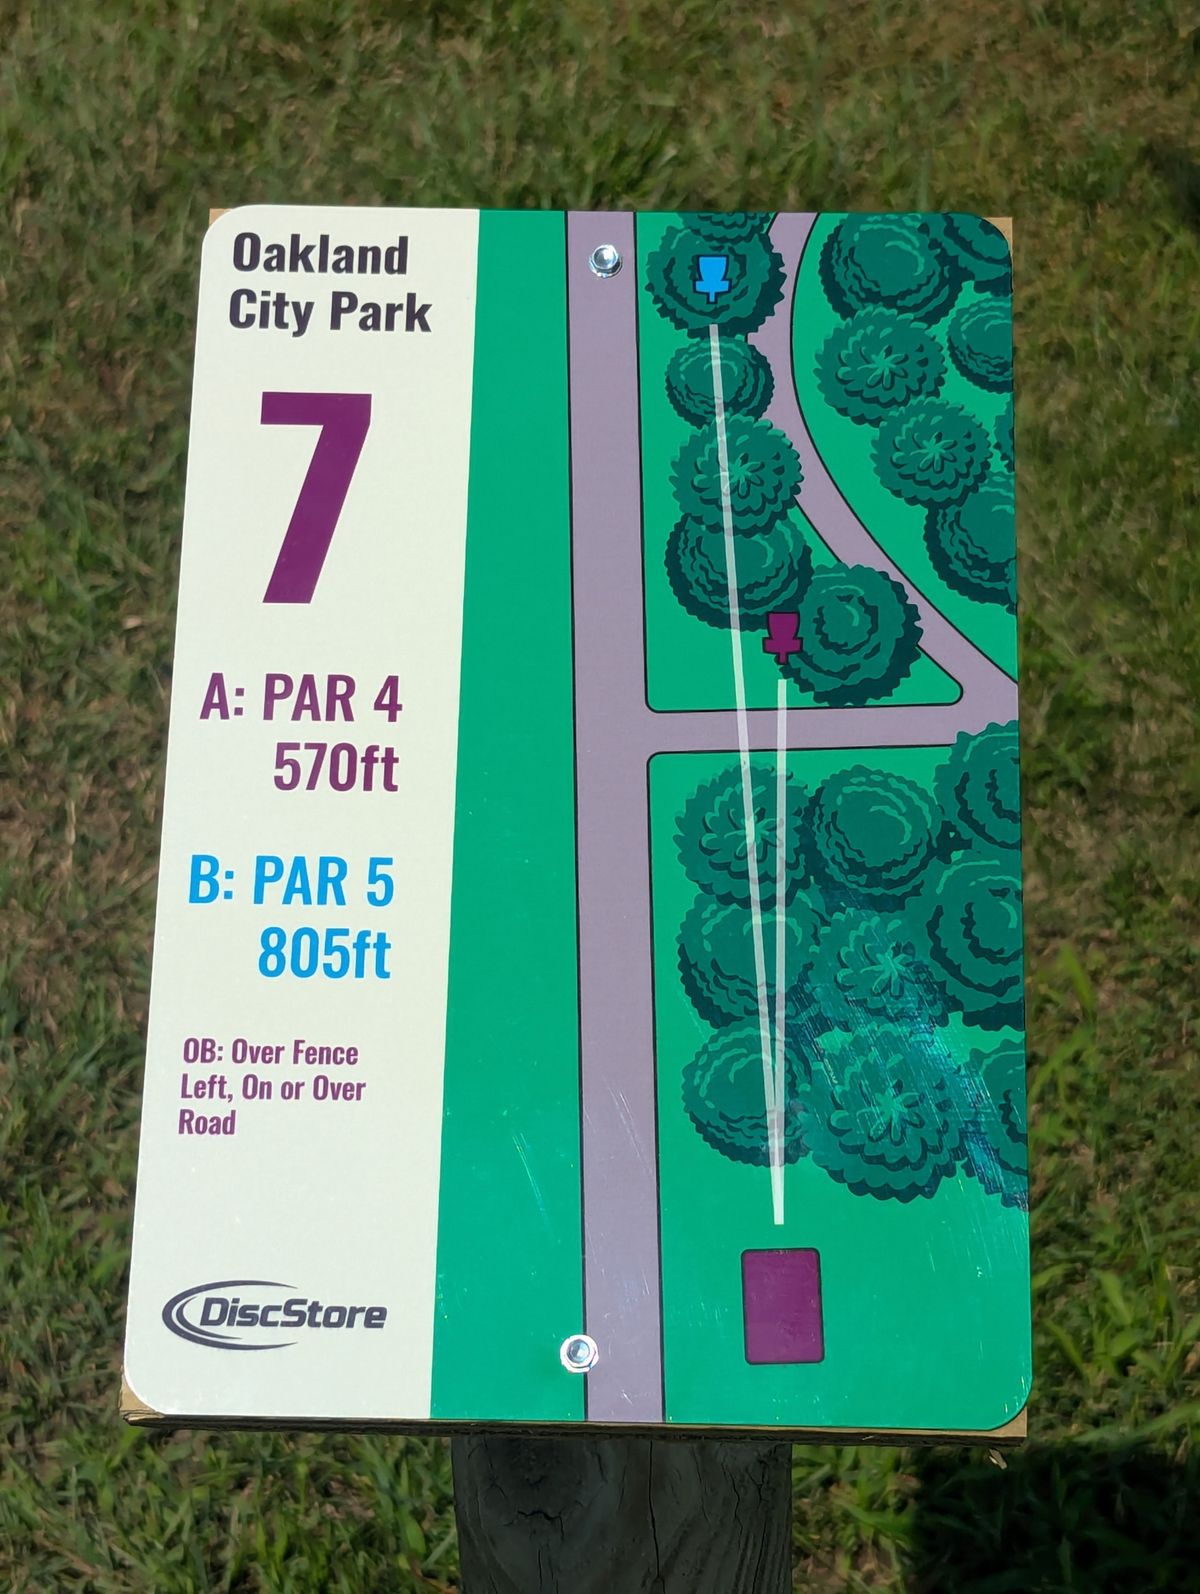 Oakland
City Park
7
A: PAR 4
570ft
B: PAR 5
805ft
OB: Over Fence
Left, On or Over
Road
DiscStore